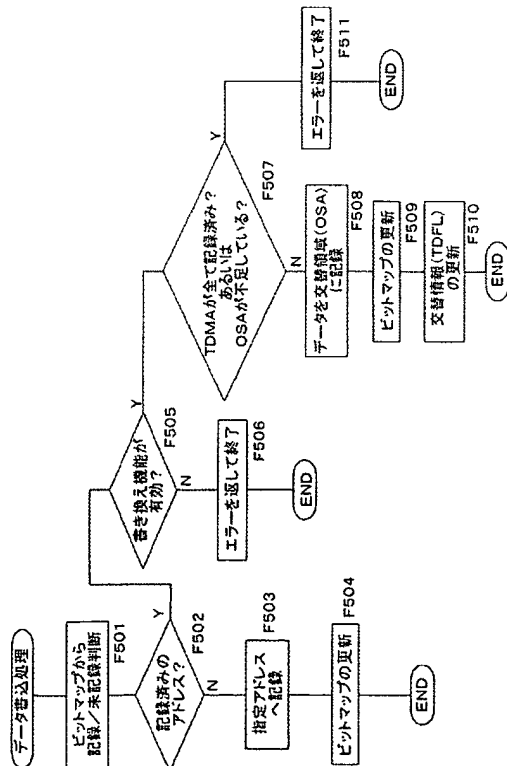 データ書込処理
ビットマップから
記録／未記録判断
F501
記録済みの
アドレス？
F502
Y
N
指定アドレス
へ記録
F503
ビットマップの更新
F504
END
書き換え機能が
有効？
F505
Y
N
エラーを返して終了
F506
END
TDMAが全て記録済み？
あるいは
OSAが不足している？
F507
Y
N
データを交替領域(OSA)
に記録
F508
ビットマップの更新
F509
交替情報(TDFL)
の更新
F510
END
エラーを返して終了
F511
END